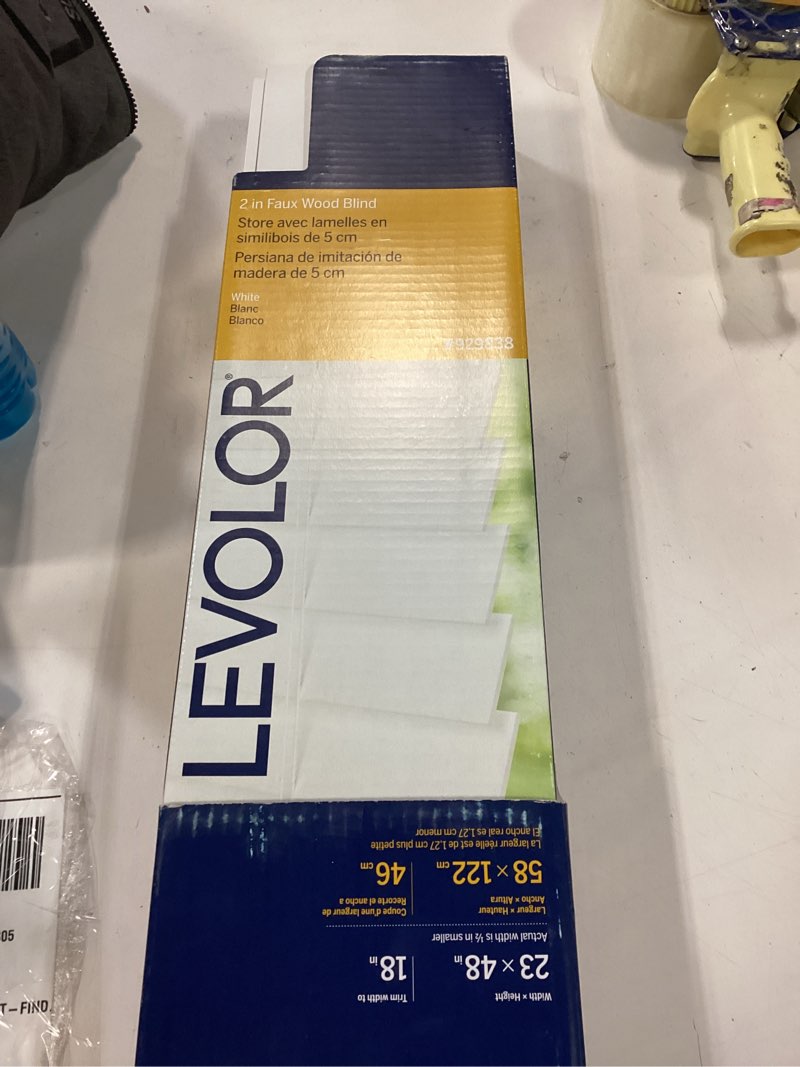 2 in Faux Wood Blind
Store avec lamelles en
similibois de 5 cm
Persiana de imitación de
madera de 5 cm
White
Blanc
Blanco
#929838
LEVOLOR®
Width × Height
23 × 48 in
Trim width to
18 in
Actual width is ½ in smaller
Largeur × Hauteur
Ancho × Altura
58 × 122 cm
Coupe d'une largeur de
Recorte el ancho a
46 cm
La largeur réelle est de 1.27 cm plus petite
El ancho real es 1.27 cm menor
05
T–FIND